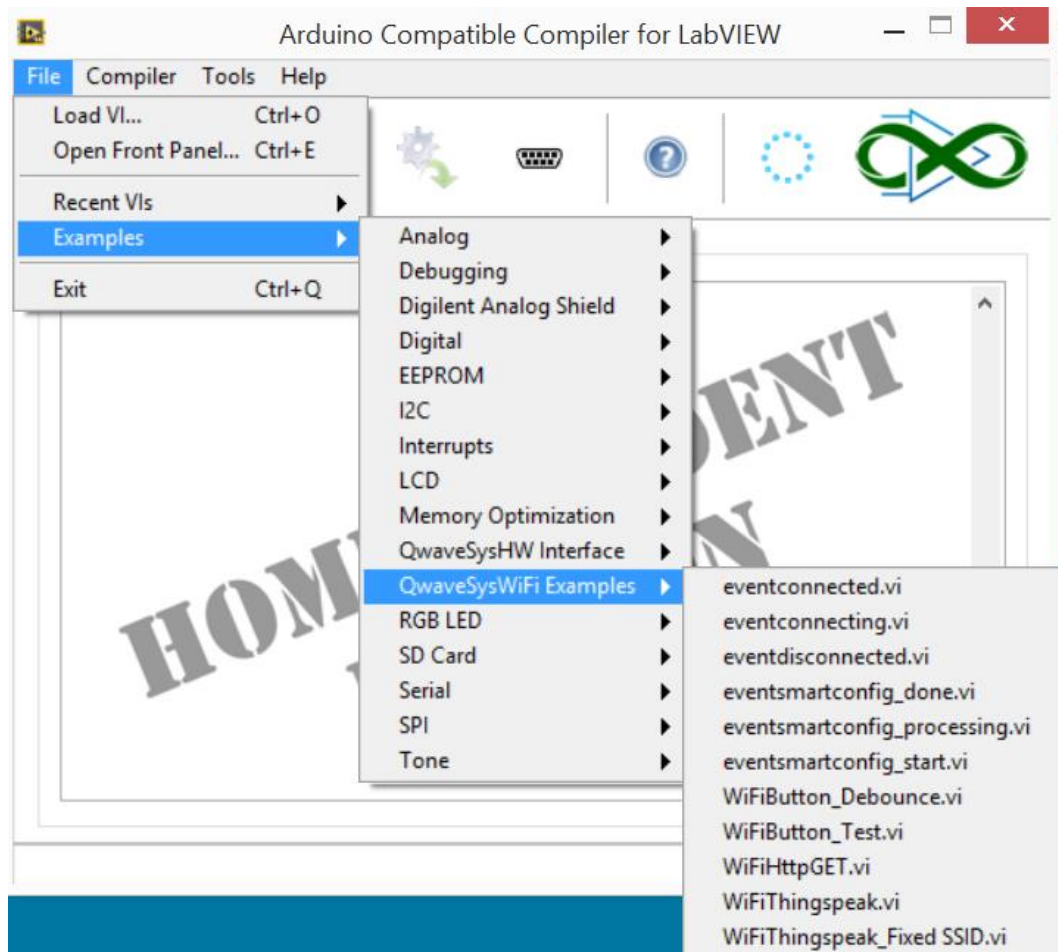 Arduino Compatible Compiler for LabVIEW
File Compiler Tools Help
Load VI... Ctrl+O
Open Front Panel... Ctrl+E
Recent VIs
Examples
Exit Ctrl+Q
Analog
Debugging
Digilent Analog Shield
Digital
EEPROM
I2C
Interrupts
LCD
Memory Optimization
QwaveSysHW Interface
QwaveSysWiFi Examples
RGB LED
SD Card
Serial
SPI
Tone
eventconnected.vi
eventconnecting.vi
eventdisconnected.vi
eventsmartconfig_done.vi
eventsmartconfig_processing.vi
eventsmartconfig_start.vi
WiFiButton_Debounce.vi
WiFiButton_Test.vi
WiFiHttpGET.vi
WiFiThingspeak.vi
WiFiThingspeak_Fixed SSID.vi